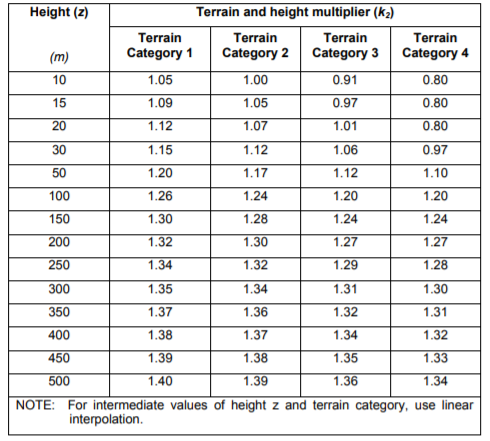 Height (z) Terrain and height multiplier (k₂)
(m) Terrain Category 1 Terrain Category 2 Terrain Category 3 Terrain Category 4
10 1.05 1.00 0.91 0.80
15 1.09 1.05 0.97 0.80
20 1.12 1.07 1.01 0.80
30 1.15 1.12 1.06 0.97
50 1.20 1.17 1.12 1.10
100 1.26 1.24 1.20 1.20
150 1.30 1.28 1.24 1.24
200 1.32 1.30 1.27 1.27
250 1.34 1.32 1.29 1.28
300 1.35 1.34 1.31 1.30
350 1.37 1.36 1.32 1.31
400 1.38 1.37 1.34 1.32
450 1.39 1.38 1.35 1.33
500 1.40 1.39 1.36 1.34
NOTE: For intermediate values of height z and terrain category, use linear
interpolation.